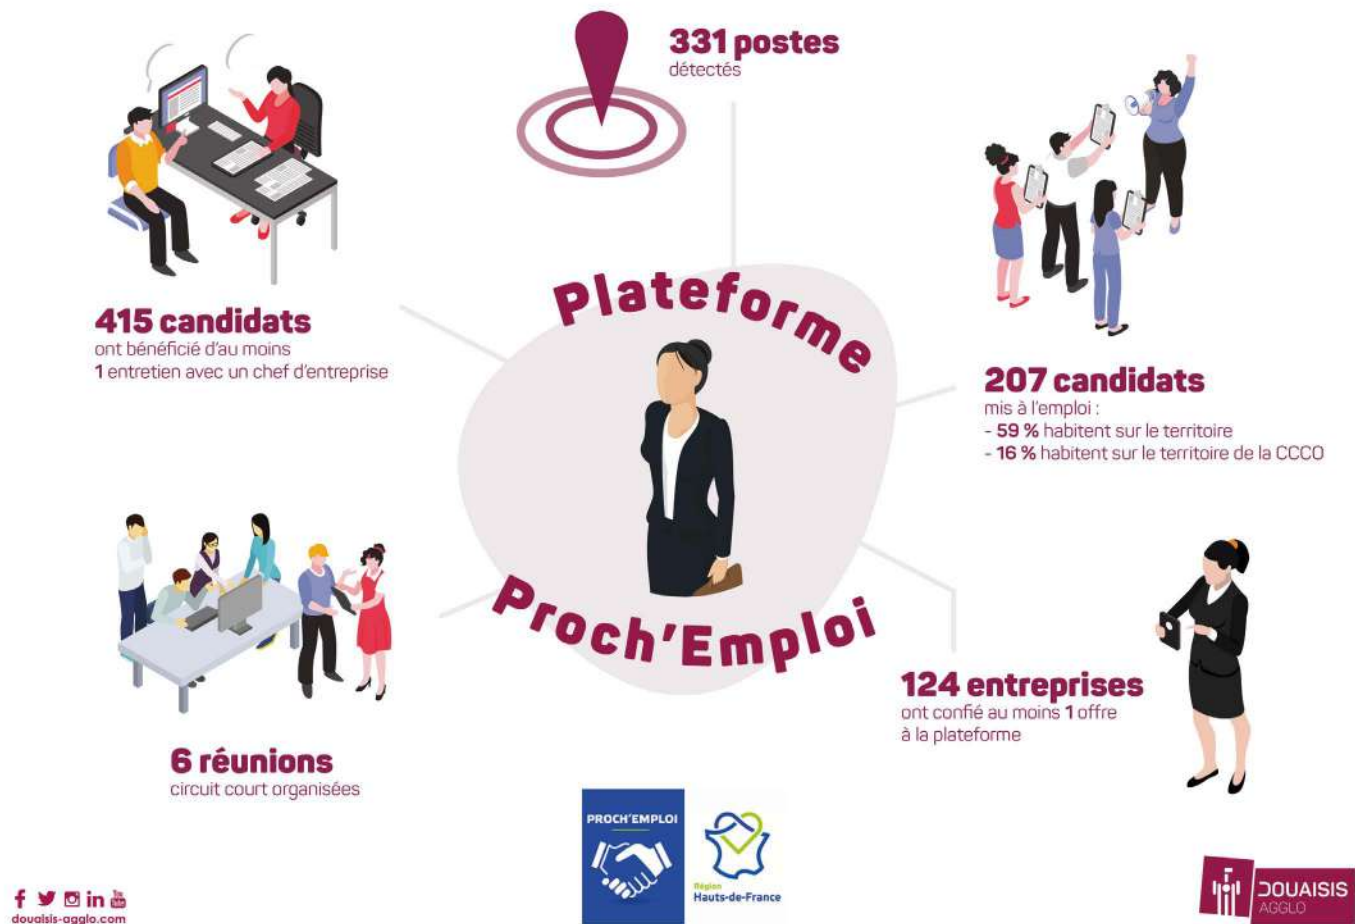 331 postes
détectés
415 candidats
ont bénéficié d'au moins
1 entretien avec un chef d'entreprise
Plateforme
Proch'Emploi
207 candidats
mis à l'emploi :
- 59 % habitent sur le territoire
- 16 % habitent sur le territoire de la CCCO
6 réunions
circuit court organisées
124 entreprises
ont confié au moins 1 offre
à la plateforme
PROCH'EMPLOI
Région
Hauts-de-France
douaisis-agglo.com
DOUAISIS
AGGLO